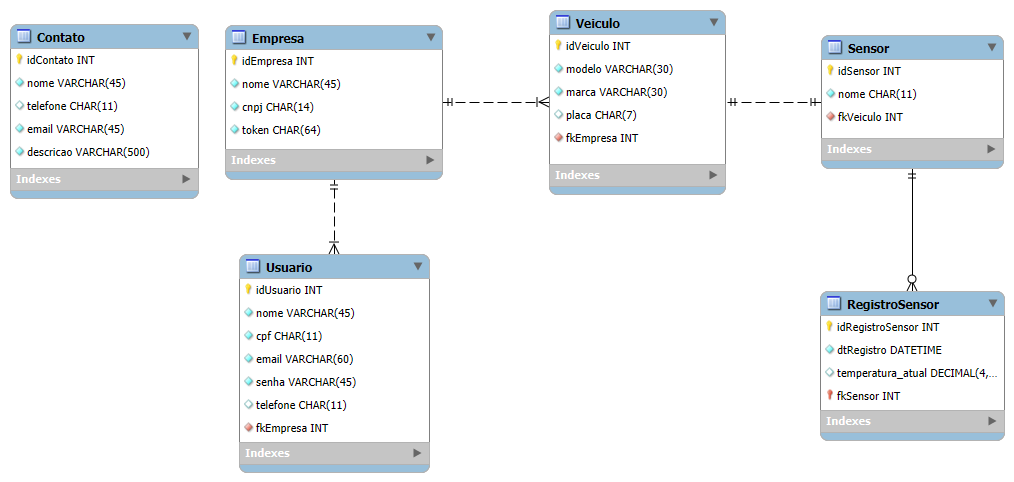 Contato
idContato INT
nome VARCHAR(45)
telefone CHAR(11)
email VARCHAR(45)
descricao VARCHAR(500)
Indexes
Empresa
idEmpresa INT
nome VARCHAR(45)
cnpj CHAR(14)
token CHAR(64)
Indexes
Veiculo
idVeiculo INT
modelo VARCHAR(30)
marca VARCHAR(30)
placa CHAR(7)
fkEmpresa INT
Indexes
Sensor
idSensor INT
nome CHAR(11)
fkVeiculo INT
Indexes
Usuario
idUsuario INT
nome VARCHAR(45)
cpf CHAR(11)
email VARCHAR(60)
senha VARCHAR(45)
telefone CHAR(11)
fkEmpresa INT
Indexes
RegistroSensor
idRegistroSensor INT
dtRegistro DATETIME
temperatura_atual DECIMAL(4,...
fkSensor INT
Indexes